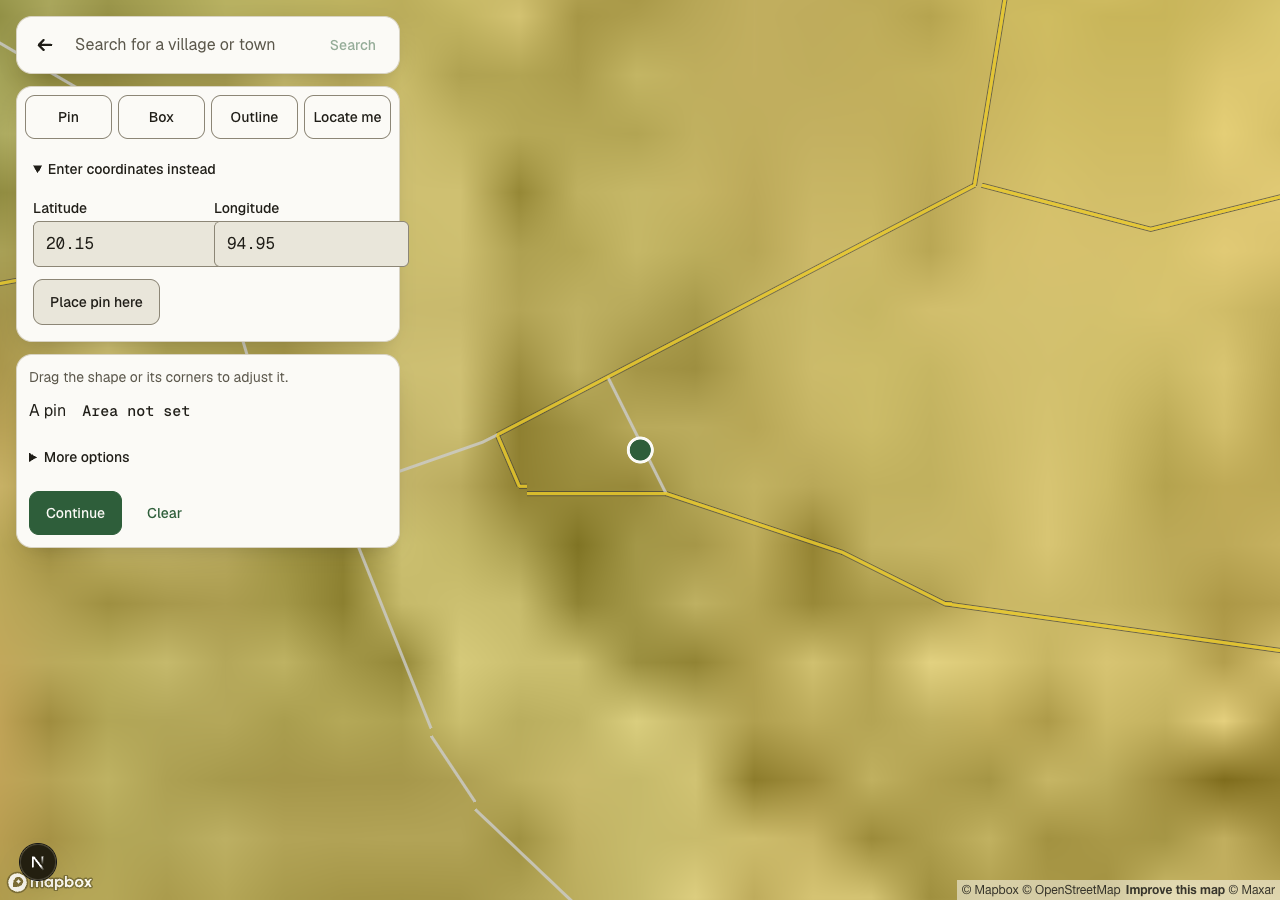 Search for a village or town
Search
Pin
Box
Outline
Locate me
Enter coordinates instead
Latitude
Longitude
20.15
94.95
Place pin here
Drag the shape or its corners to adjust it.
A pin Area not set
More options
Continue
Clear
N
mapbox
© Mapbox © OpenStreetMap Improve this map © Maxar